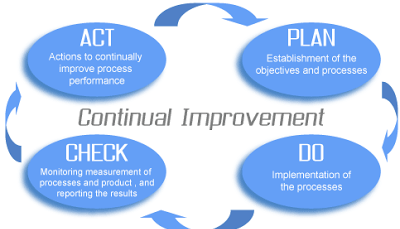 ACT
Actions to continually
improve process
performance
PLAN
Establishment of the
objectives and processes
Continual Improvement
CHECK
Monitoring measurement of
processes and product , and
reporting the results
DO
Implementation of
the processes